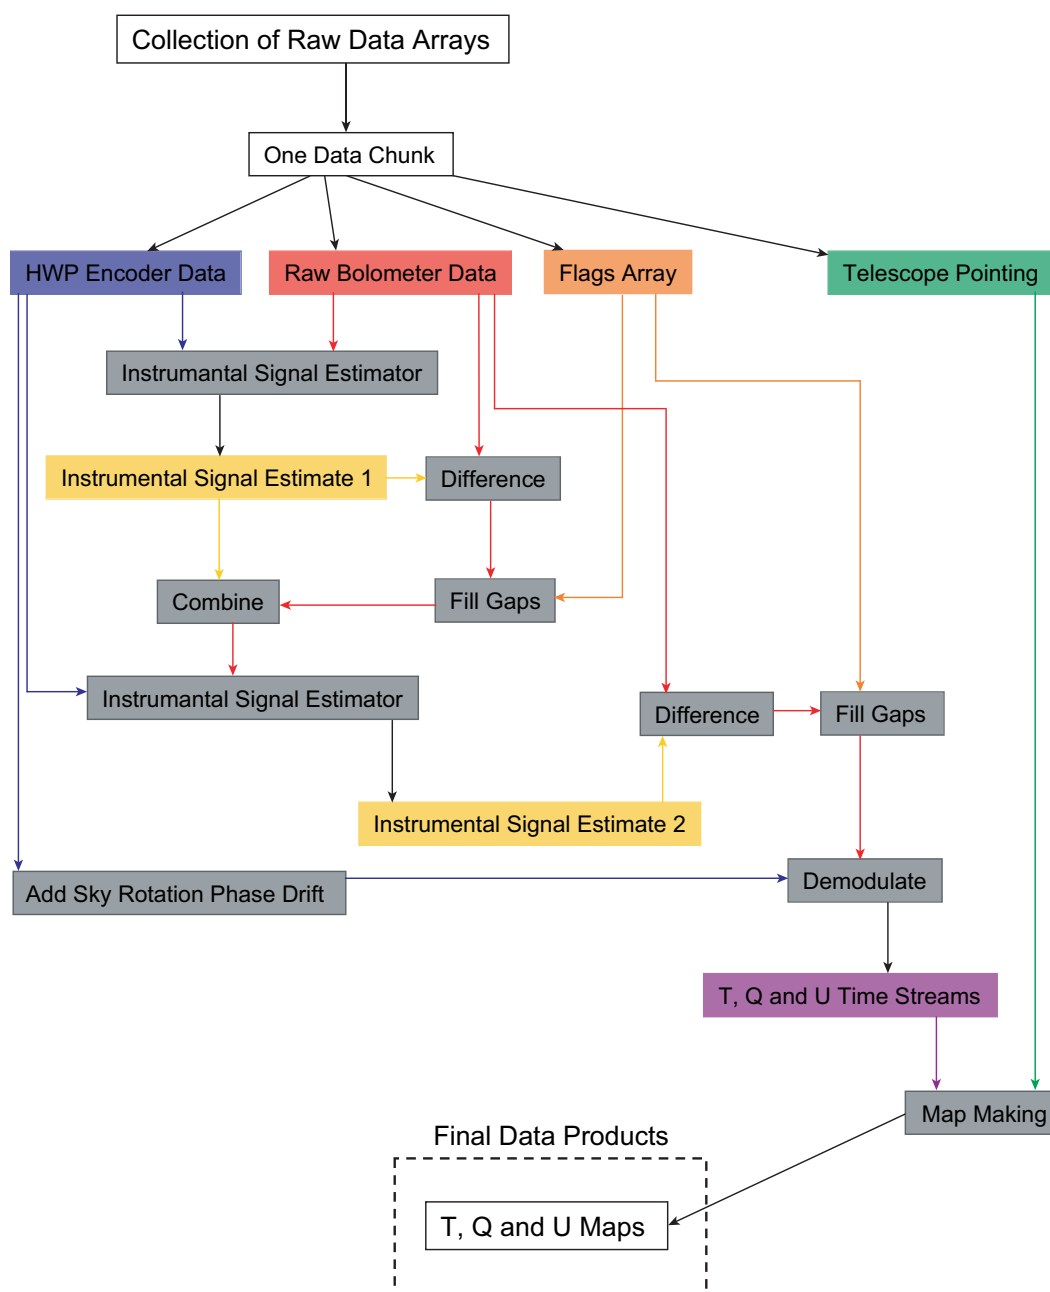 Collection of Raw Data Arrays
One Data Chunk
HWP Encoder Data
Raw Bolometer Data
Flags Array
Telescope Pointing
Instrumantal Signal Estimator
Instrumental Signal Estimate 1
Difference
Combine
Fill Gaps
Instrumantal Signal Estimator
Difference
Fill Gaps
Instrumental Signal Estimate 2
Add Sky Rotation Phase Drift
Demodulate
T, Q and U Time Streams
Map Making
Final Data Products
T, Q and U Maps